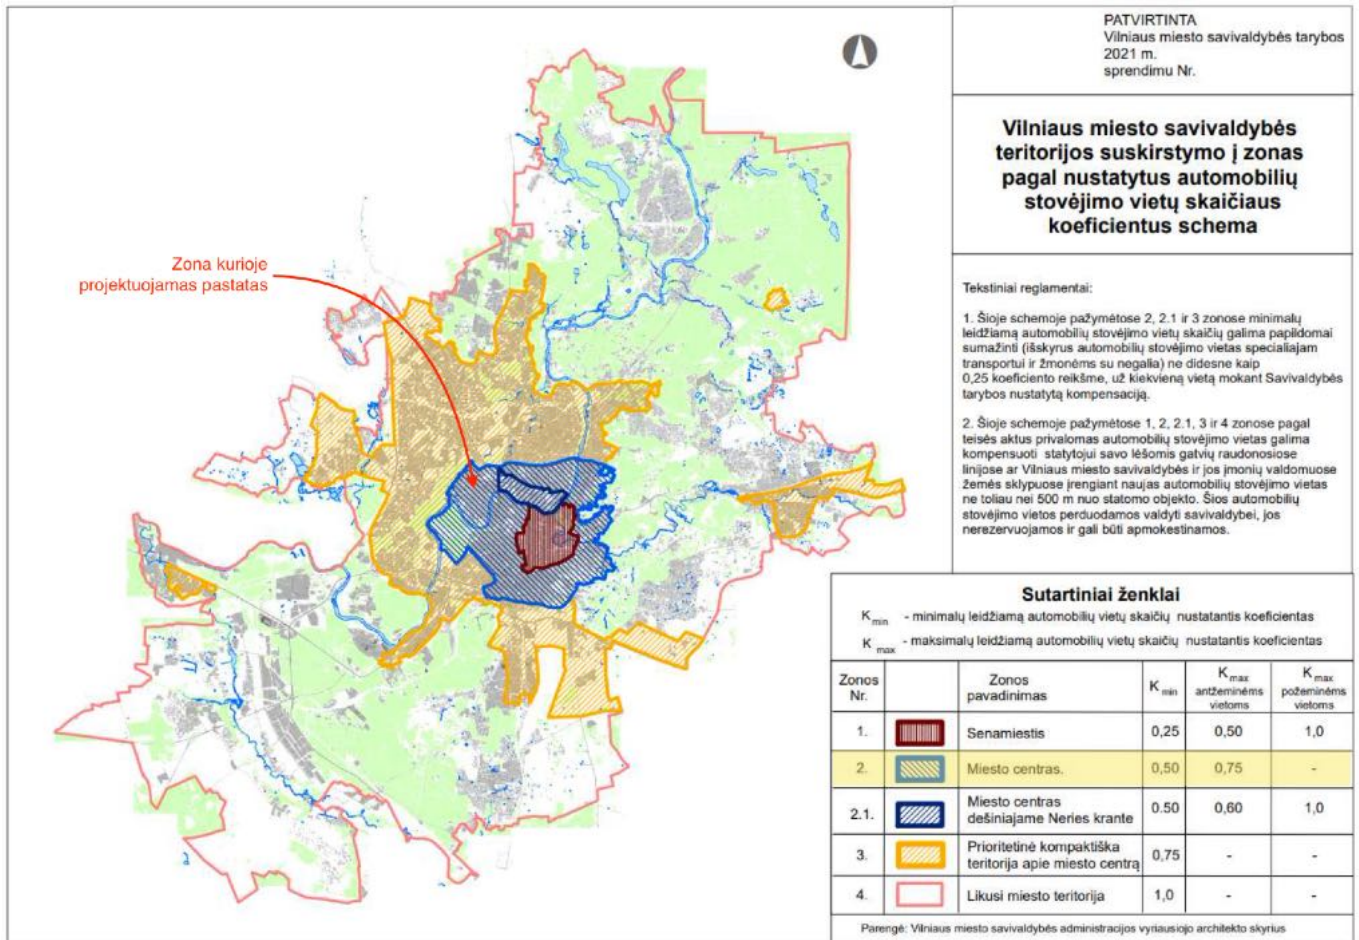 PATVIRTINTA
Vilniaus miesto savivaldybės tarybos
2021 m.
sprendimu Nr.
Vilniaus miesto savivaldybės
teritorijos suskirstymo į zonas
pagal nustatytus automobilių
stovėjimo vietų skaičiaus
koeficientus schema
Zona kurioje
projektuojamas pastatas
Tekstiniai reglamentai:
1. Šioje schemoje pažymėtose 2, 2.1 ir 3 zonose minimalų
leidžiamą automobilių stovėjimo vietų skaičių galima papildomai
sumažinti (išskyrus automobilių stovėjimo vietas specialiajam
transportui ir žmonėms su negalia) ne didesne kaip
0,25 koeficiento reikšme, už kiekvieną vietą mokant Savivaldybės
tarybos nustatytą kompensaciją.
2. Šioje schemoje pažymėtose 1, 2, 2.1, 3 ir 4 zonose pagal
teisės aktus privalomas automobilių stovėjimo vietas galima
kompensuoti statytojui savo lėšomis gatvių raudonosiose
linijose ar Vilniaus miesto savivaldybės ir jos įmonių valdomuose
žemės sklypuose įrengiant naujas automobilių stovėjimo vietas
ne toliau nei 500 m nuo statomo objekto. Šios automobilių
stovėjimo vietos perduodamos valdyti savivaldybei, jos
nerezervuojamos ir gali būti apmokestinamos.
Sutartiniai ženklai
K min - minimalų leidžiamą automobilių vietų skaičių nustatantis koeficientas
K max - maksimalų leidžiamą automobilių vietų skaičių nustatantis koeficientas
Zonos Nr. Zonos pavadinimas K min K max antžeminėms vietoms K max požeminėms vietoms
1. Senamiestis 0,25 0,50 1,0
2. Miesto centras. 0,50 0,75 -
2.1. Miesto centras dešiniajame Neries krante 0.50 0,60 1,0
3. Prioritetinė kompaktiška teritorija apie miesto centrą 0,75 - -
4. Likusi miesto teritorija 1,0 - -
Parengė: Vilniaus miesto savivaldybės administracijos vyriausiojo architekto skyrius